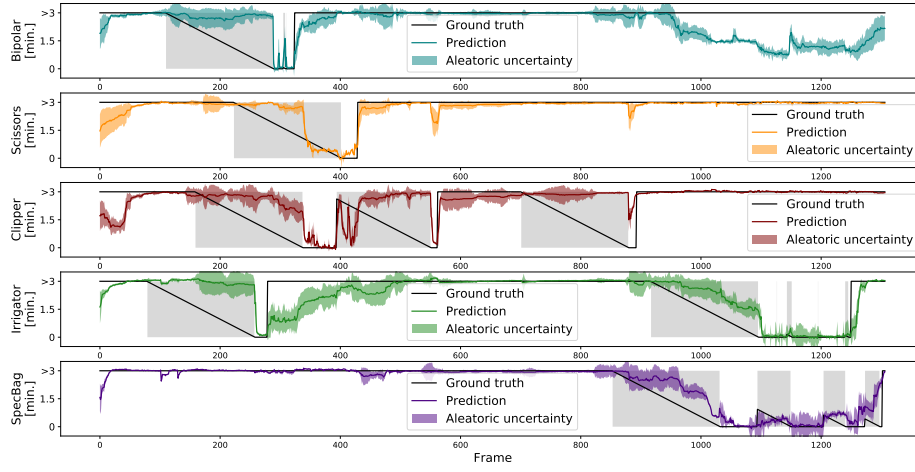 Bipolar
[min.]
>3
1.5
0
Ground truth
Prediction
Aleatoric uncertainty
0 200 400 600 800 1000 1200
Scissors
[min.]
>3
1.5
0
Ground truth
Prediction
Aleatoric uncertainty
0 200 400 600 800 1000 1200
Clipper
[min.]
>3
1.5
0
Ground truth
Prediction
Aleatoric uncertainty
0 200 400 600 800 1000 1200
Irrigator
[min.]
>3
1.5
0
Ground truth
Prediction
Aleatoric uncertainty
0 200 400 600 800 1000 1200
SpecBag
[min.]
>3
1.5
0
Ground truth
Prediction
Aleatoric uncertainty
0 200 400 600 800 1000 1200
Frame